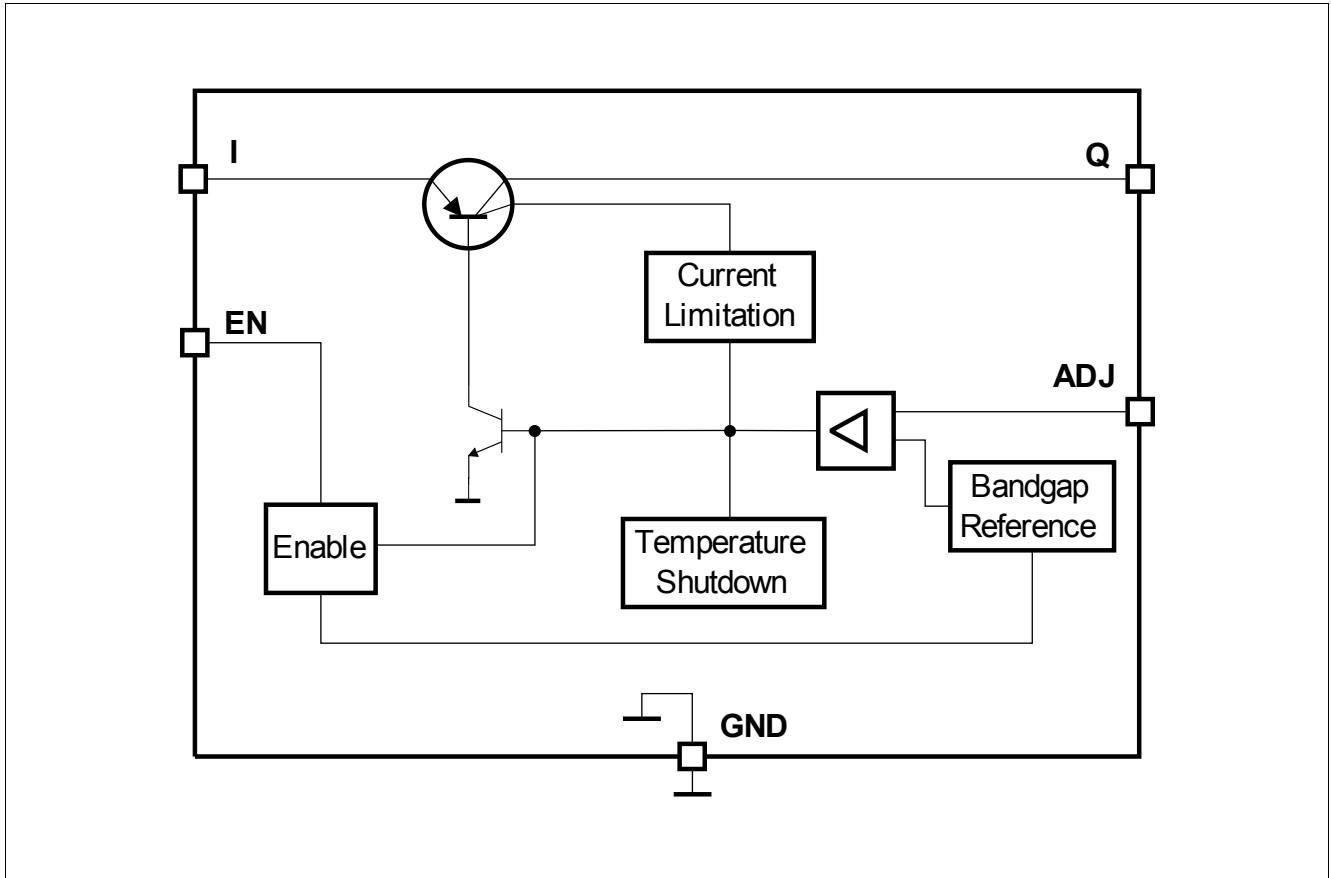 I
Q
Current
Limitation
EN
ADJ
Bandgap
Reference
Enable
Temperature
Shutdown
GND